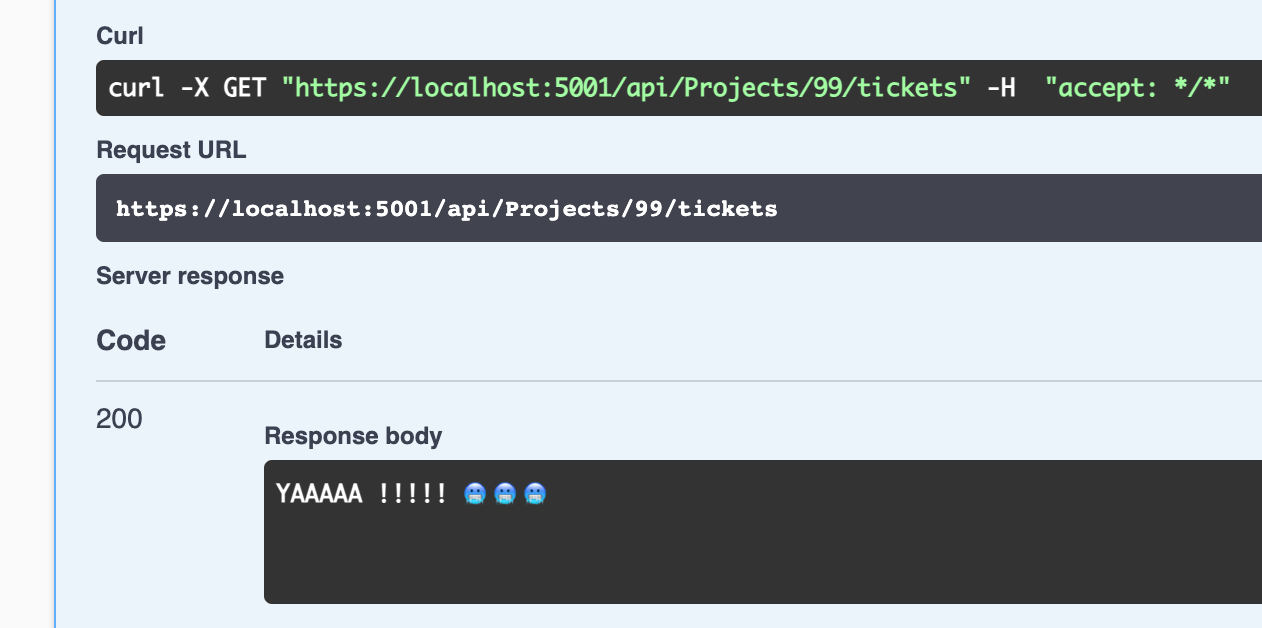 Curl
curl -X GET "https://localhost:5001/api/Projects/99/tickets" -H  "accept: */*"
Request URL
https://localhost:5001/api/Projects/99/tickets
Server response
Code Details
200
Response body
YAAAAA !!!!! 🥶🥶🥶